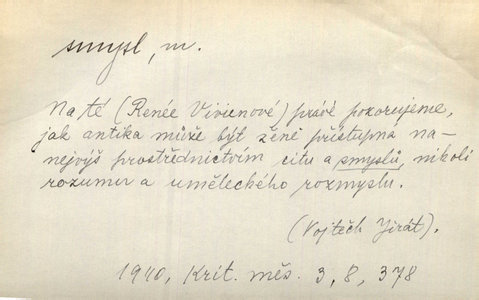 smysl, m.
Na té (Renée Vivienové) právě pozorujeme,
jak antika může být ženě přístupna na-
nejvýš prostřednictvím citu a smyslů, nikoli
rozumu a uměleckého rozmyslu.
(Vojtěch Jirát).
1940, Krit. měs. 3, 8, 378